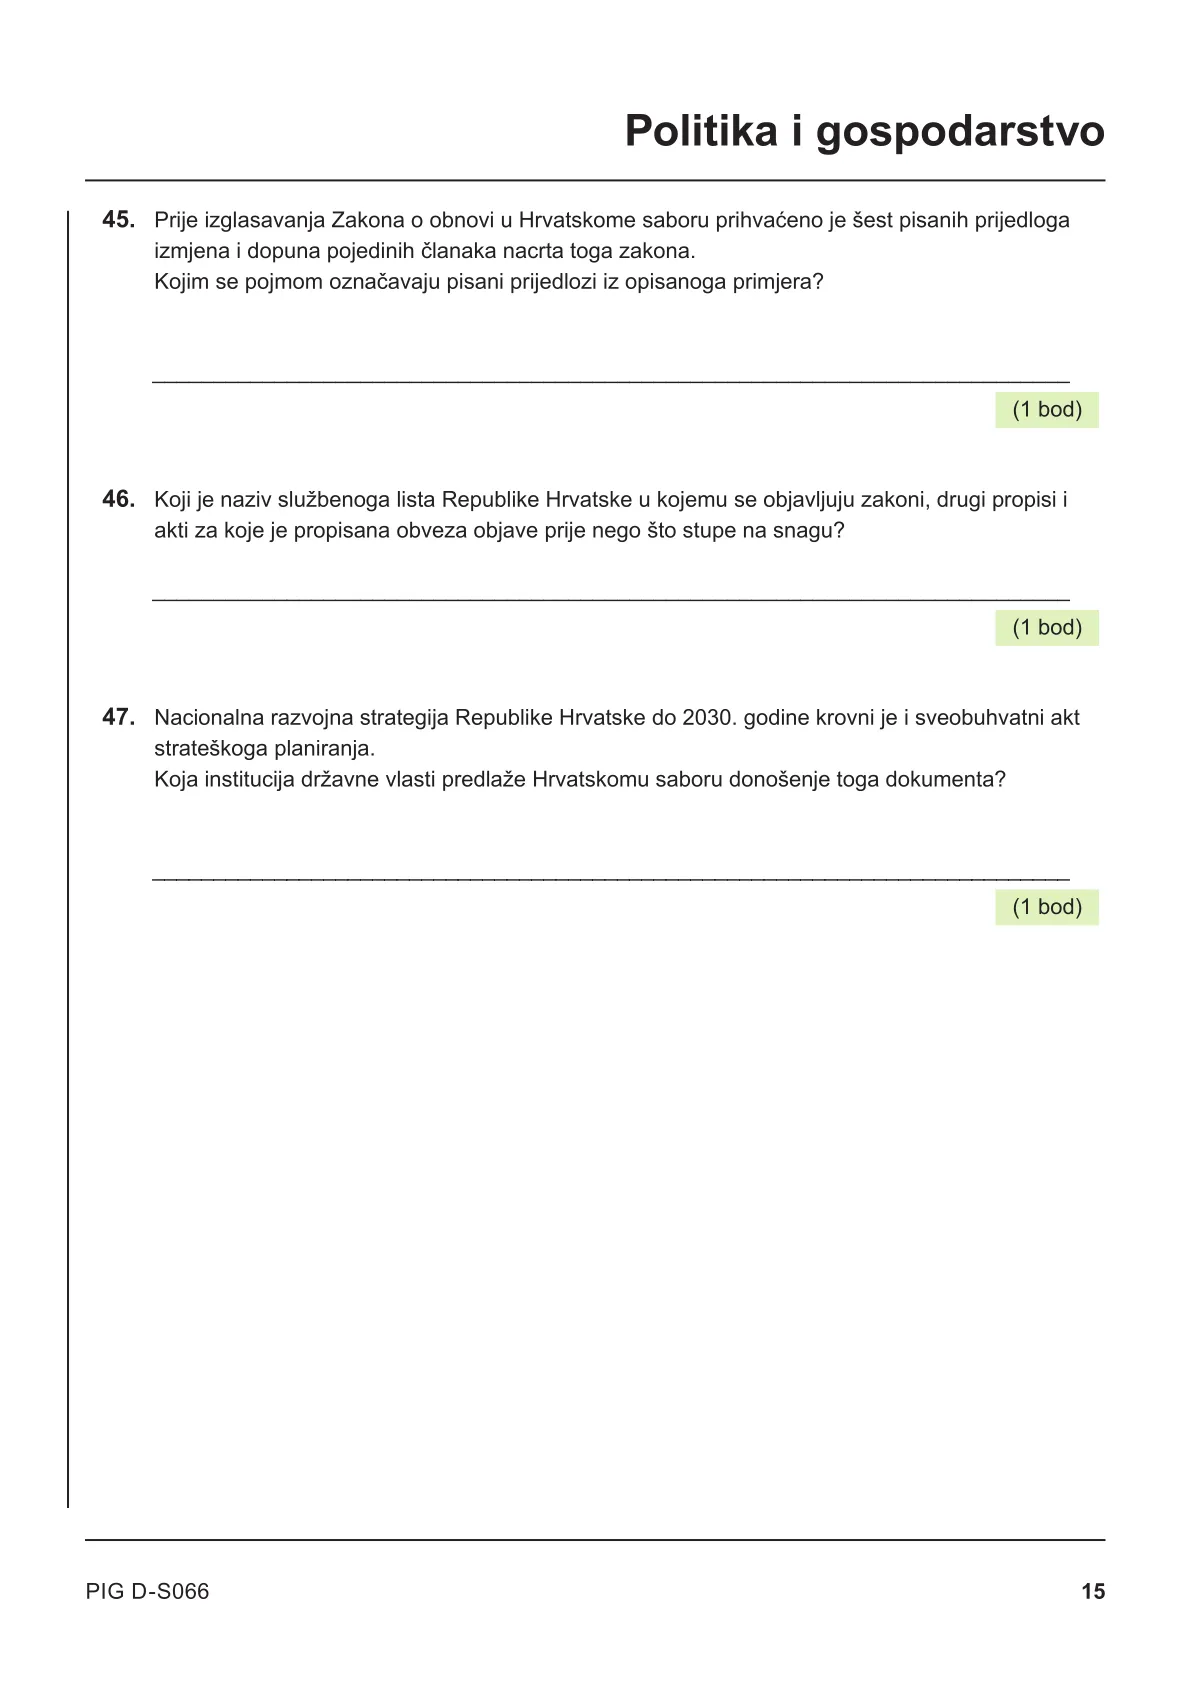 Politika i gospodarstvo
45. Prije izglasavanja Zakona o obnovi u Hrvatskome saboru prihvaćeno je šest pisanih prijedloga
izmjena i dopuna pojedinih članaka nacrta toga zakona.
Kojim se pojmom označavaju pisani prijedlozi iz opisanoga primjera?
(1 bod)
46. Koji je naziv službenoga lista Republike Hrvatske u kojemu se objavljuju zakoni, drugi propisi i
akti za koje je propisana obveza objave prije nego što stupe na snagu?
(1 bod)
47. Nacionalna razvojna strategija Republike Hrvatske do 2030. godine krovni je i sveobuhvatni akt
strateškoga planiranja.
Koja institucija državne vlasti predlaže Hrvatskomu saboru donošenje toga dokumenta?
(1 bod)
PIG D-S066
15